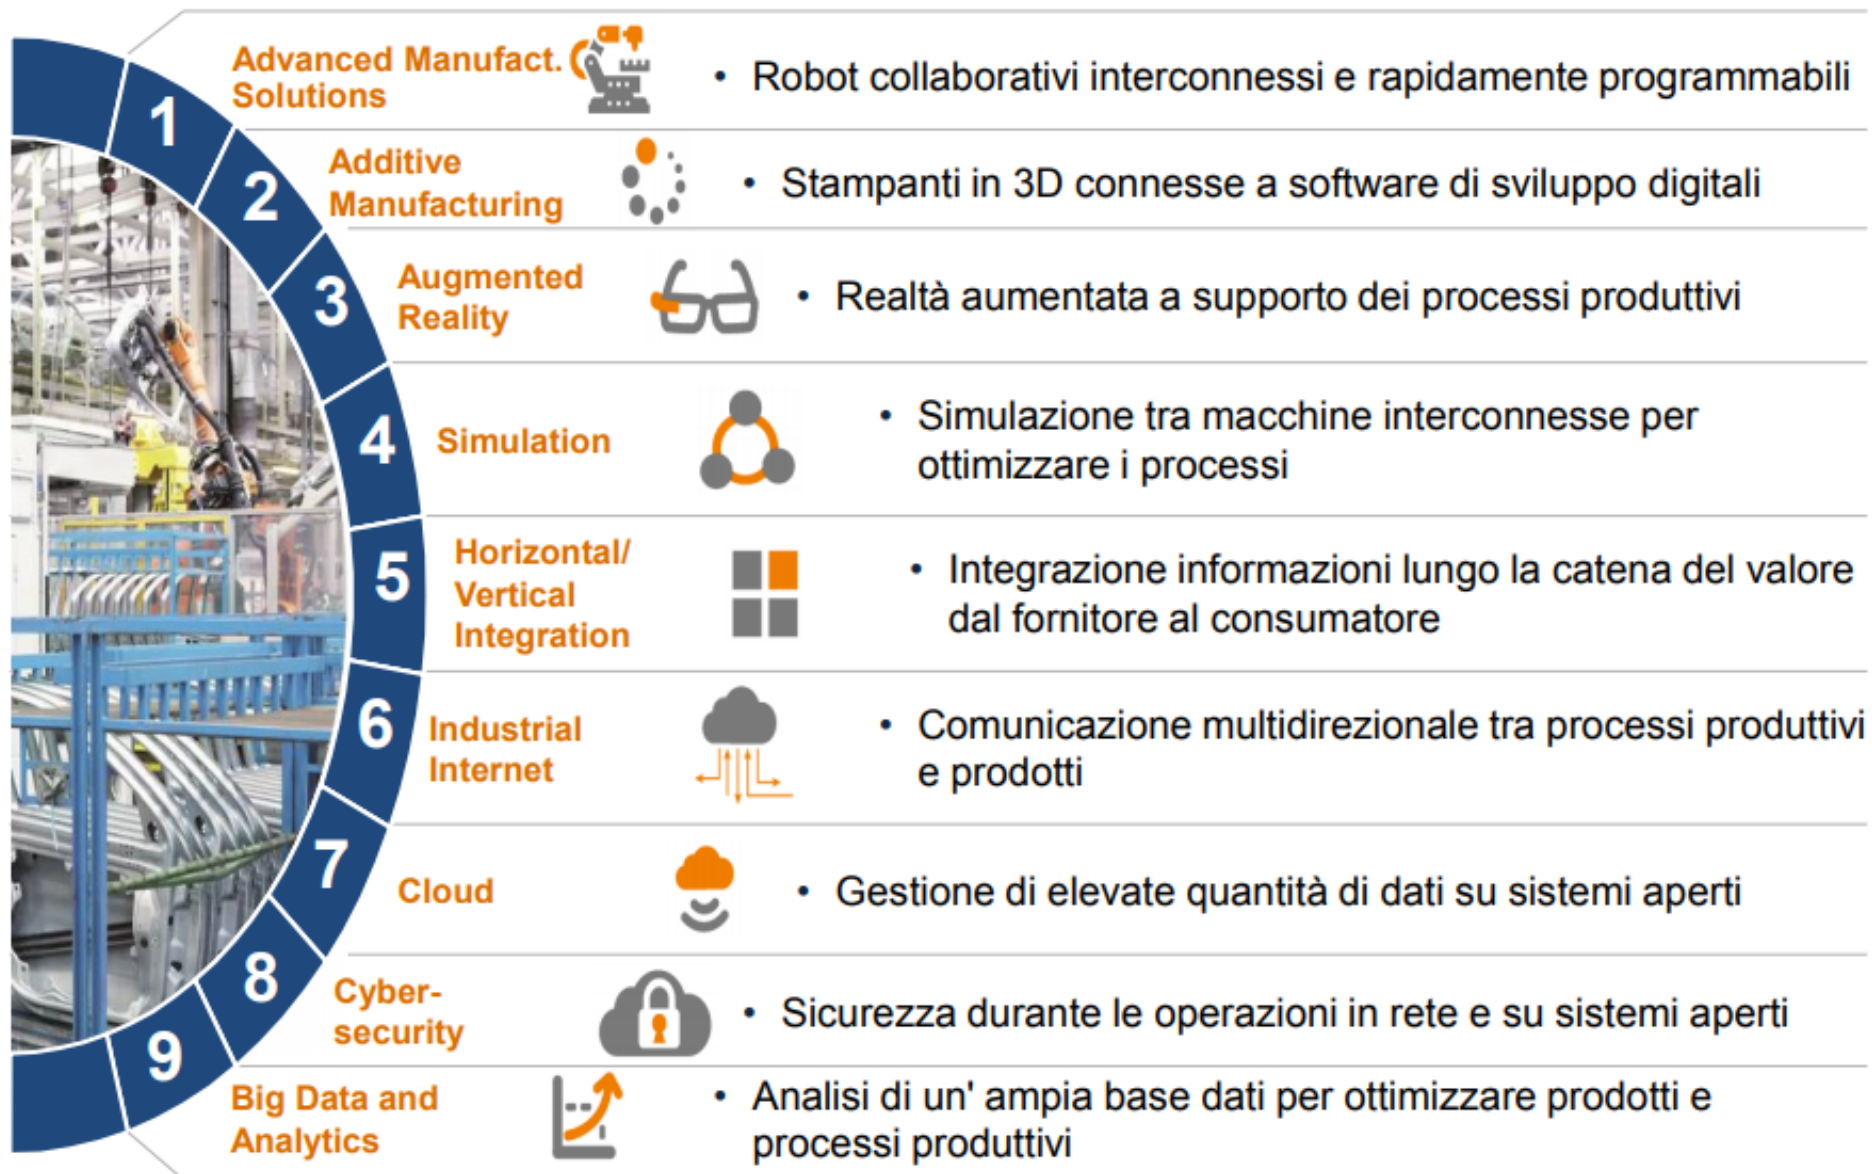 1
Advanced Manufact.
Solutions
• Robot collaborativi interconnessi e rapidamente programmabili
2
Additive
Manufacturing
• Stampanti in 3D connesse a software di sviluppo digitali
3
Augmented
Reality
• Realtà aumentata a supporto dei processi produttivi
4
Simulation
• Simulazione tra macchine interconnesse per
ottimizzare i processi
5
Horizontal/
Vertical
Integration
• Integrazione informazioni lungo la catena del valore
dal fornitore al consumatore
6
Industrial
Internet
• Comunicazione multidirezionale tra processi produttivi
e prodotti
7
Cloud
• Gestione di elevate quantità di dati su sistemi aperti
8
Cyber-
security
• Sicurezza durante le operazioni in rete e su sistemi aperti
9
Big Data and
Analytics
• Analisi di un' ampia base dati per ottimizzare prodotti e
processi produttivi